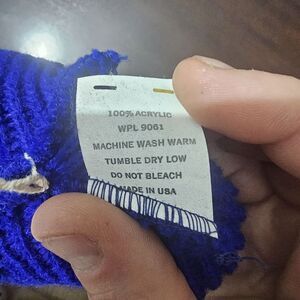 100% ACRYLIC
WPL 9061
MACHINE WASH WARM
TUMBLE DRY LOW
DO NOT BLEACH
MADE IN USA